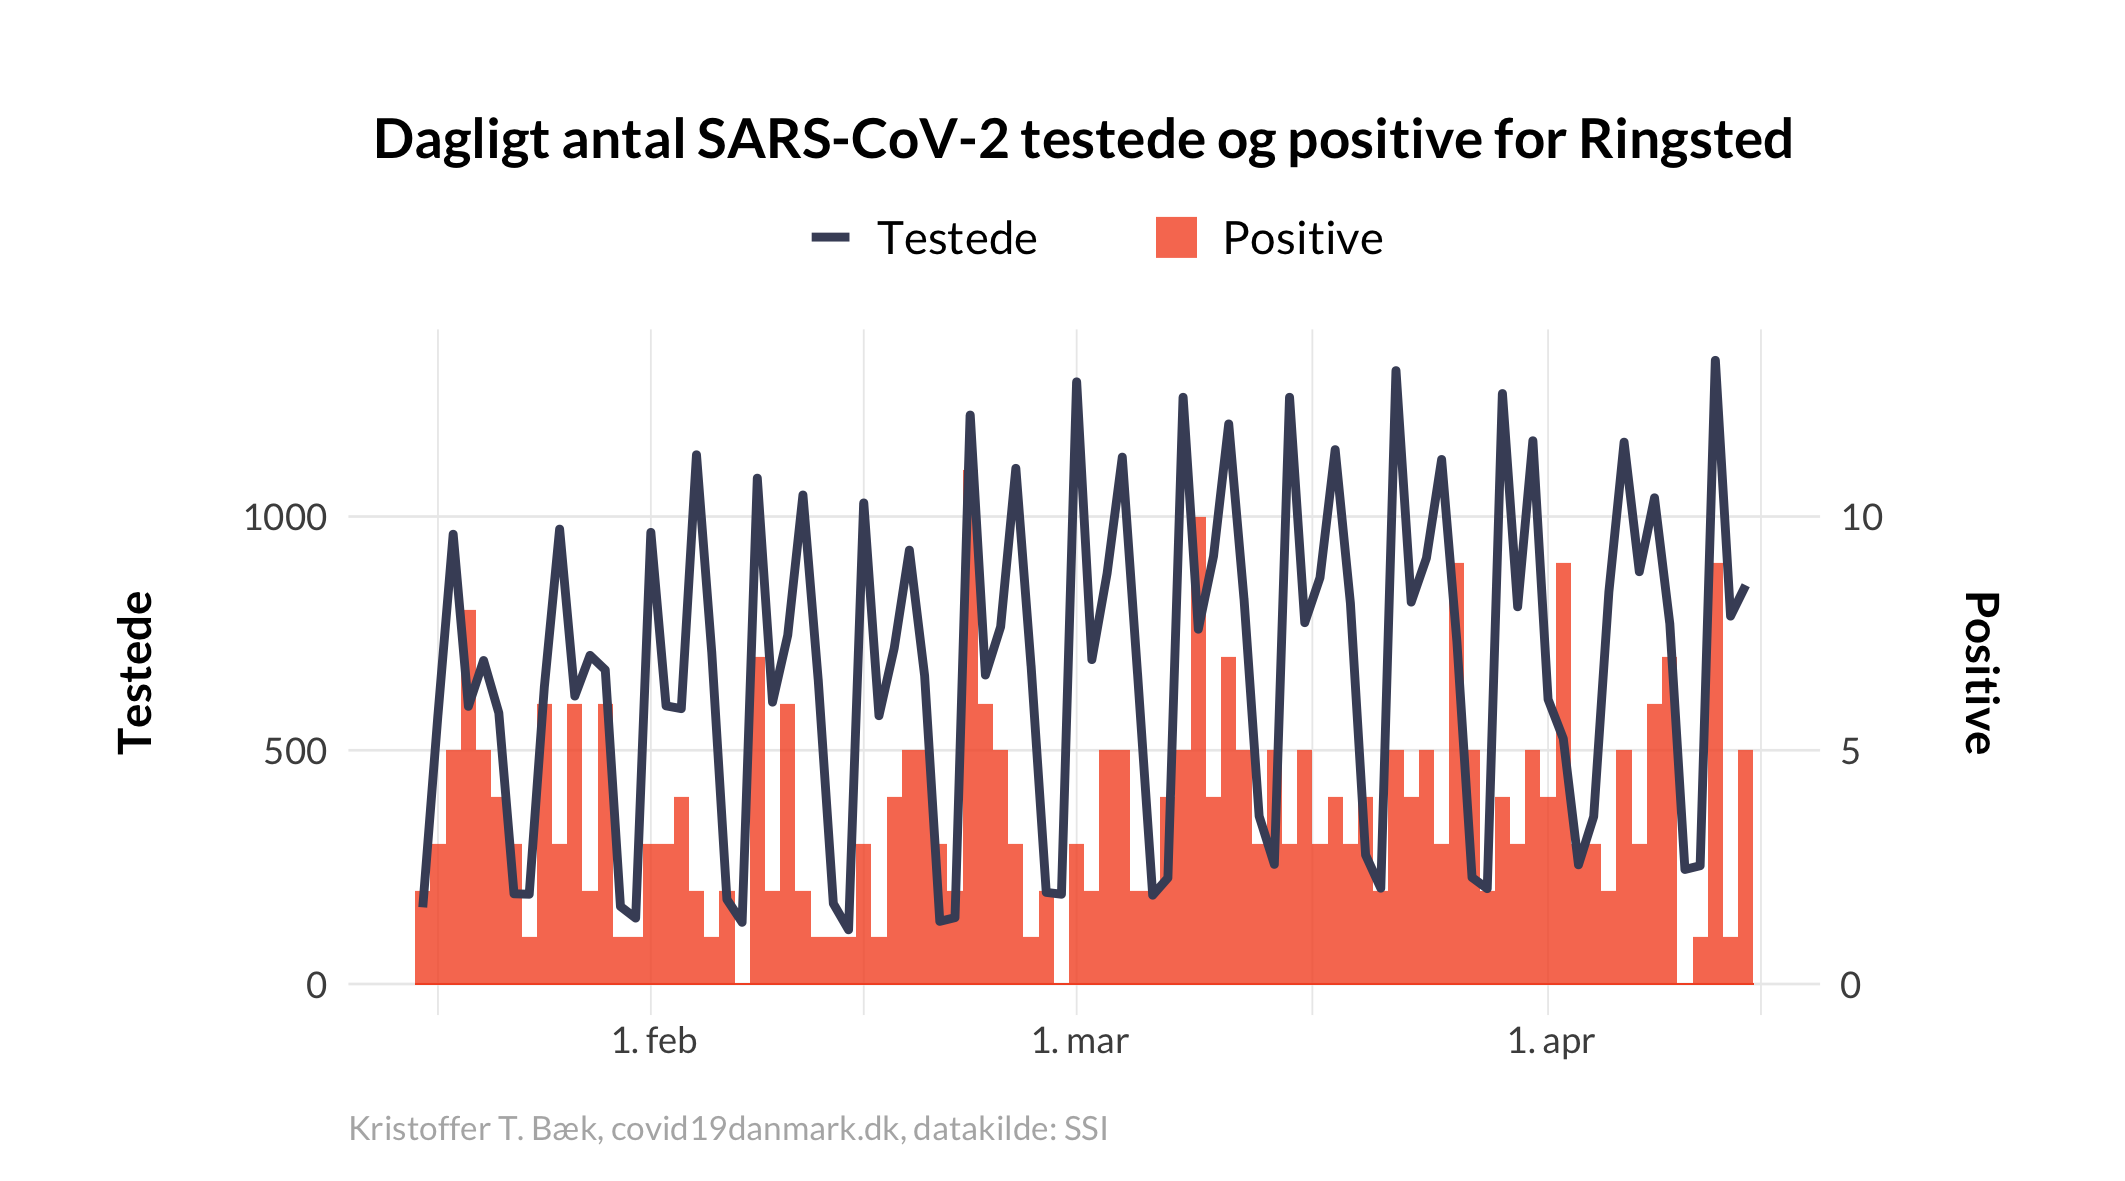 Dagligt antal SARS-CoV-2 testede og positive for Ringsted
Testede
Positive
Testede
1000
500
0
10
5
0
Positive
1. feb
1. mar
1. apr
Kristoffer T. Bæk, covid19danmark.dk, datakilde: SSI